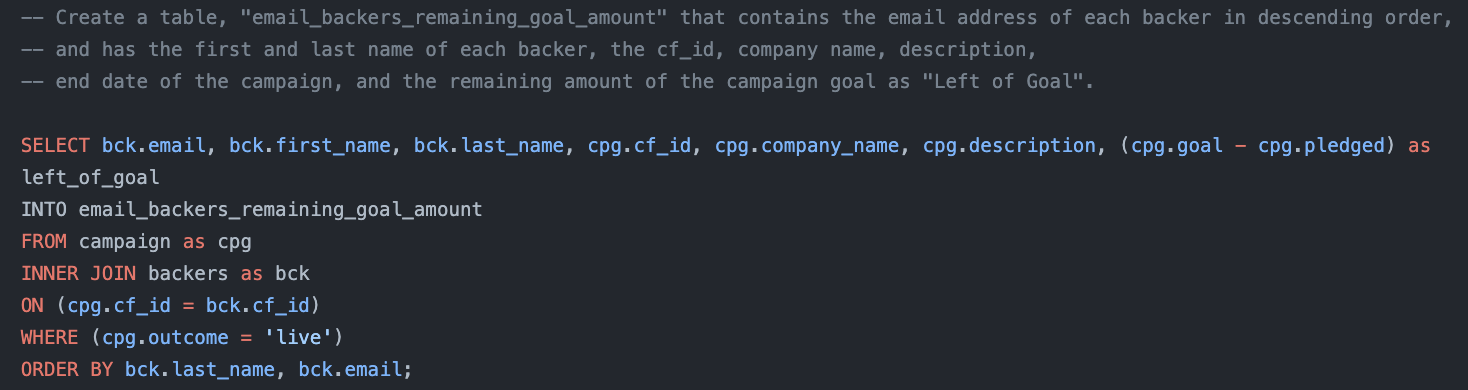 -- Create a table, "email_backers_remaining_goal_amount" that contains the email address of each backer in descending order,
-- and has the first and last name of each backer, the cf_id, company name, description,
-- end date of the campaign, and the remaining amount of the campaign goal as "Left of Goal".
SELECT bck.email, bck.first_name, bck.last_name, cpg.cf_id, cpg.company_name, cpg.description, (cpg.goal - cpg.pledged) as
left_of_goal
INTO email_backers_remaining_goal_amount
FROM campaign as cpg
INNER JOIN backers as bck
ON (cpg.cf_id = bck.cf_id)
WHERE (cpg.outcome = 'live')
ORDER BY bck.last_name, bck.email;